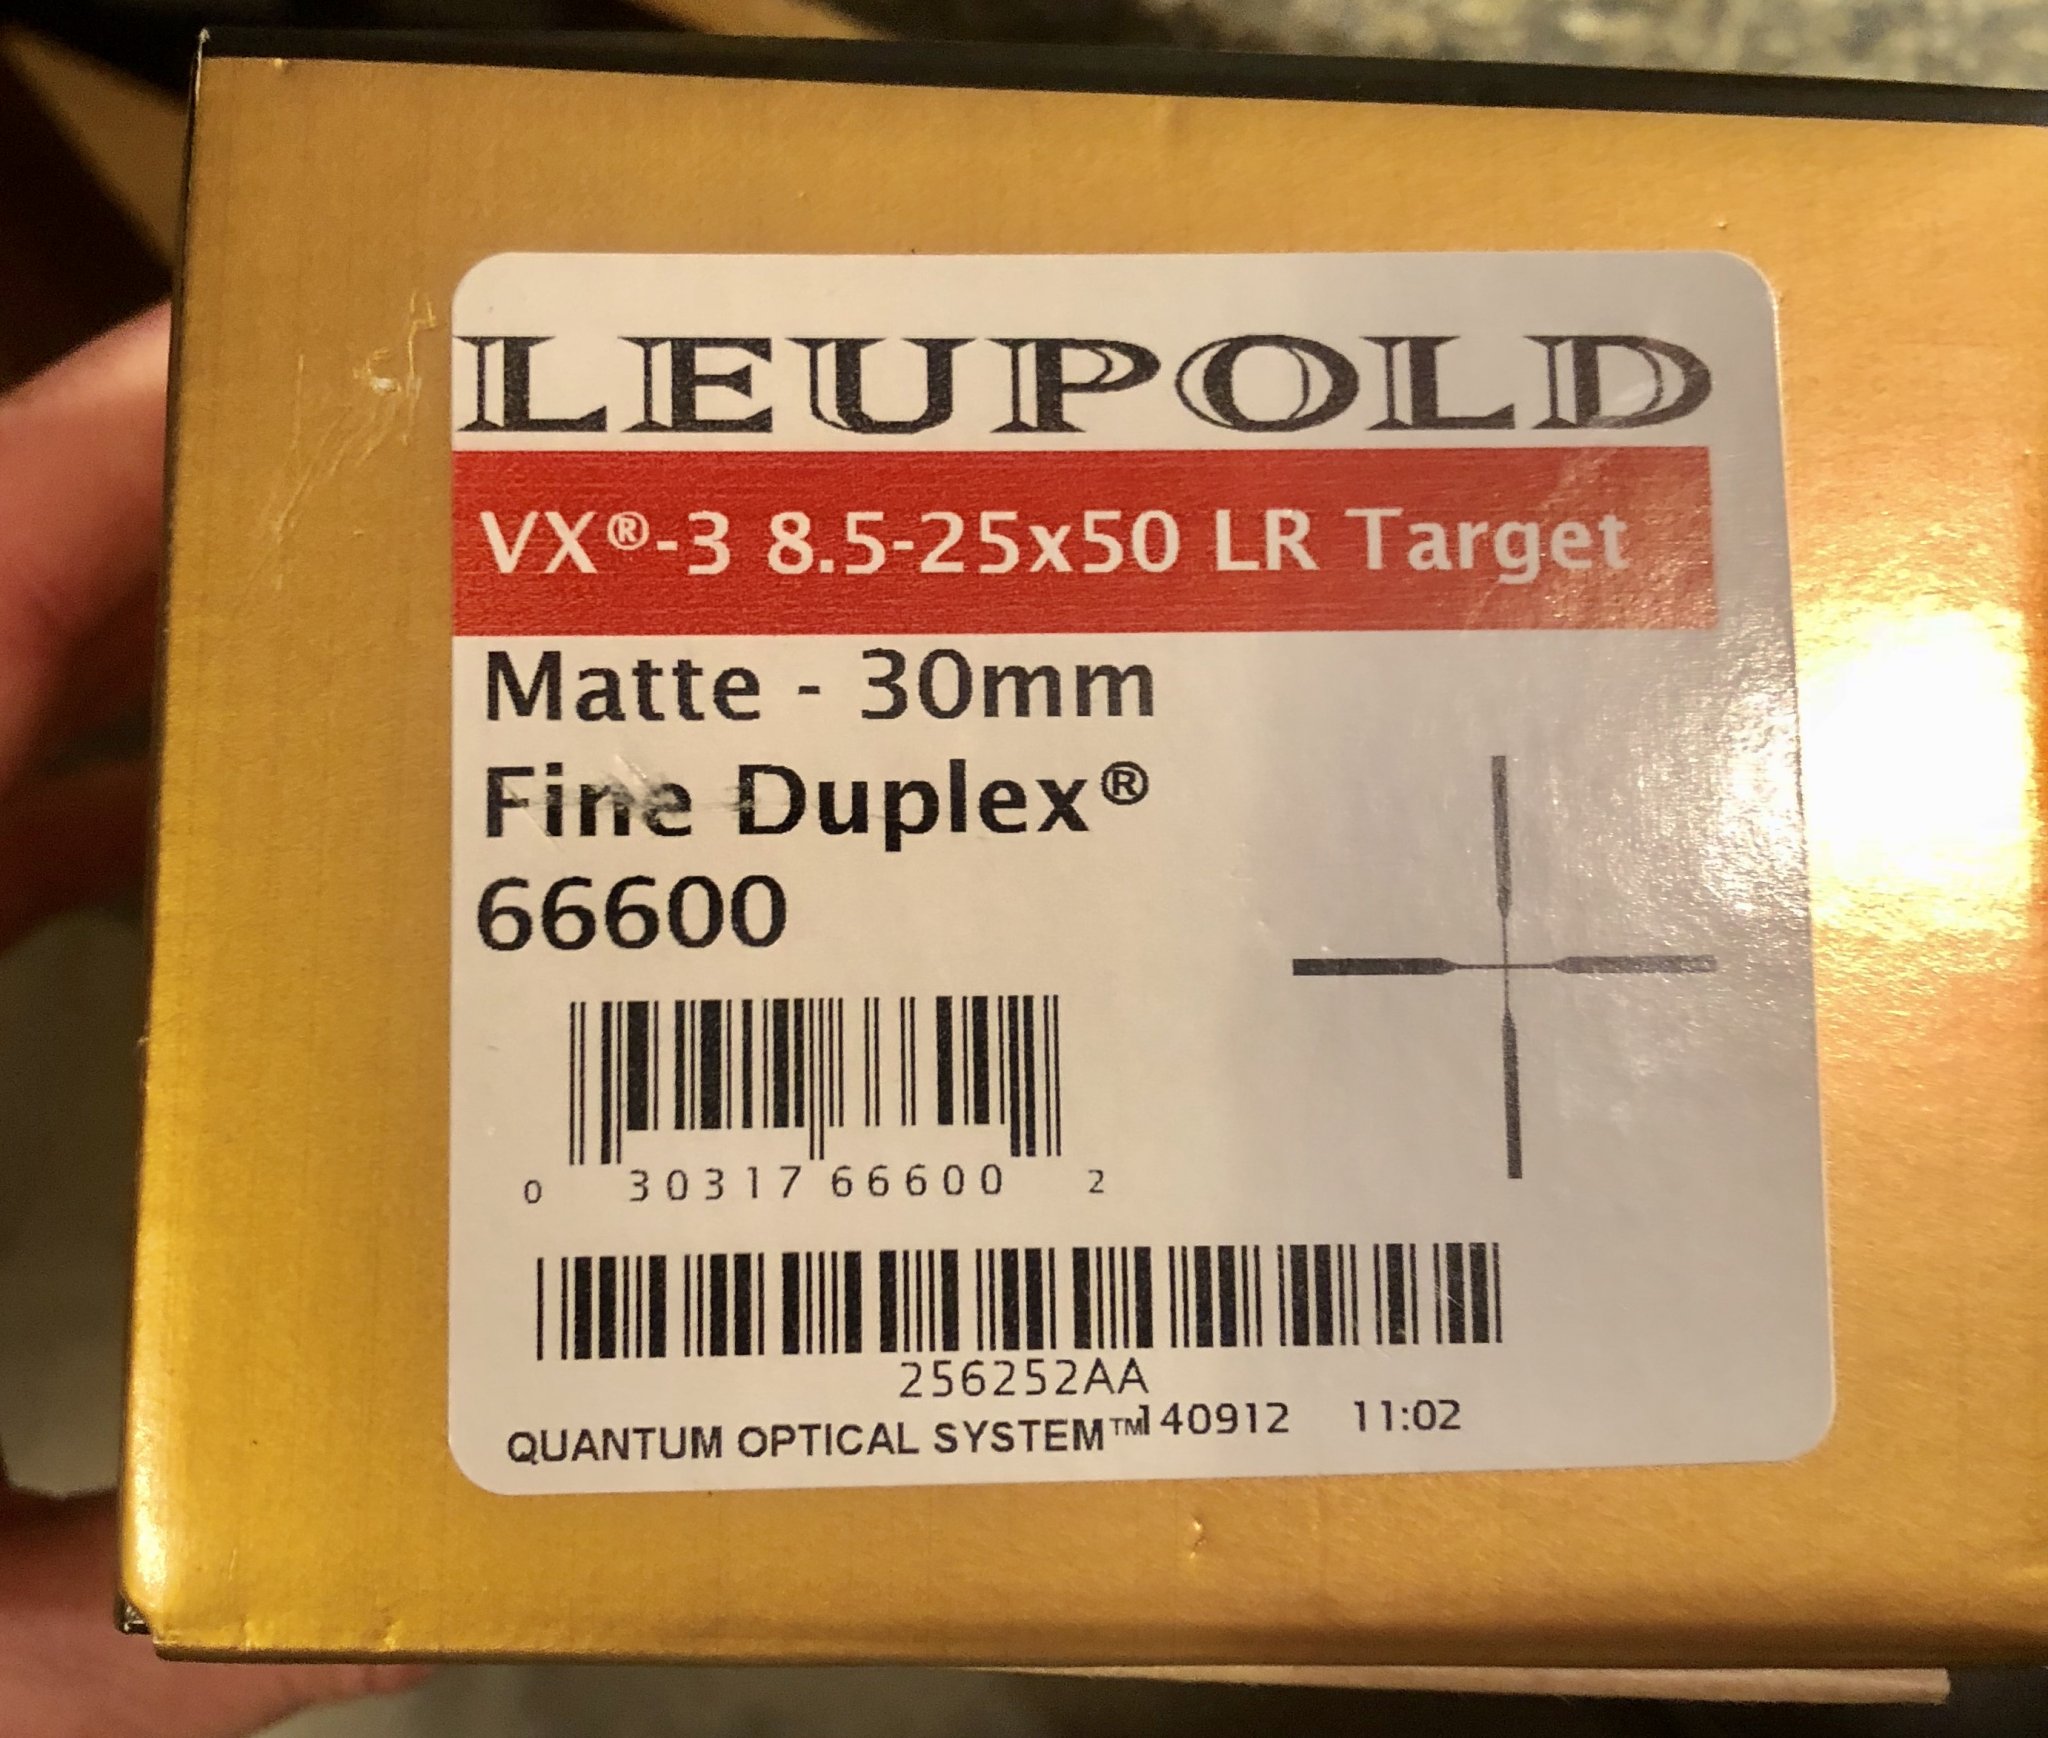 LEUPOLD
VX®-3 8.5-25x50 LR Target
Matte - 30mm
Fine Duplex®
66600
0 30317 66600 2
256252AA
QUANTUM OPTICAL SYSTEM™ 140912 11:02